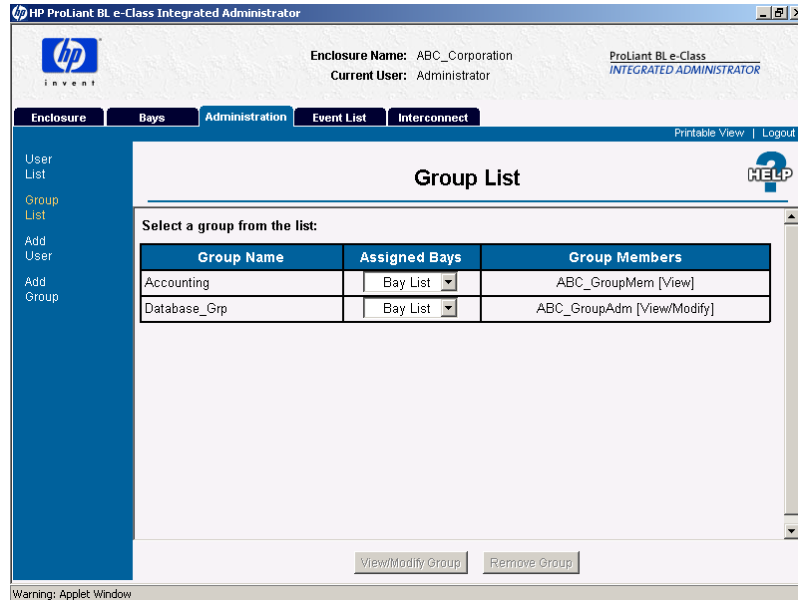 HP ProLiant BL e-Class Integrated Administrator
hp
invent
Enclosure Name: ABC_Corporation
Current User: Administrator
ProLiant BL e-Class
INTEGRATED ADMINISTRATOR
Enclosure Bays Administration Event List Interconnect
Printable View | Logout
User
List
Group
List
Add
User
Add
Group
Group List
HELP
Select a group from the list:
Group Name Assigned Bays Group Members
Accounting Bay List ABC_GroupMem [View]
Database_Grp Bay List ABC_GroupAdm [View/Modify]
View/Modify Group Remove Group
Warning: Applet Window